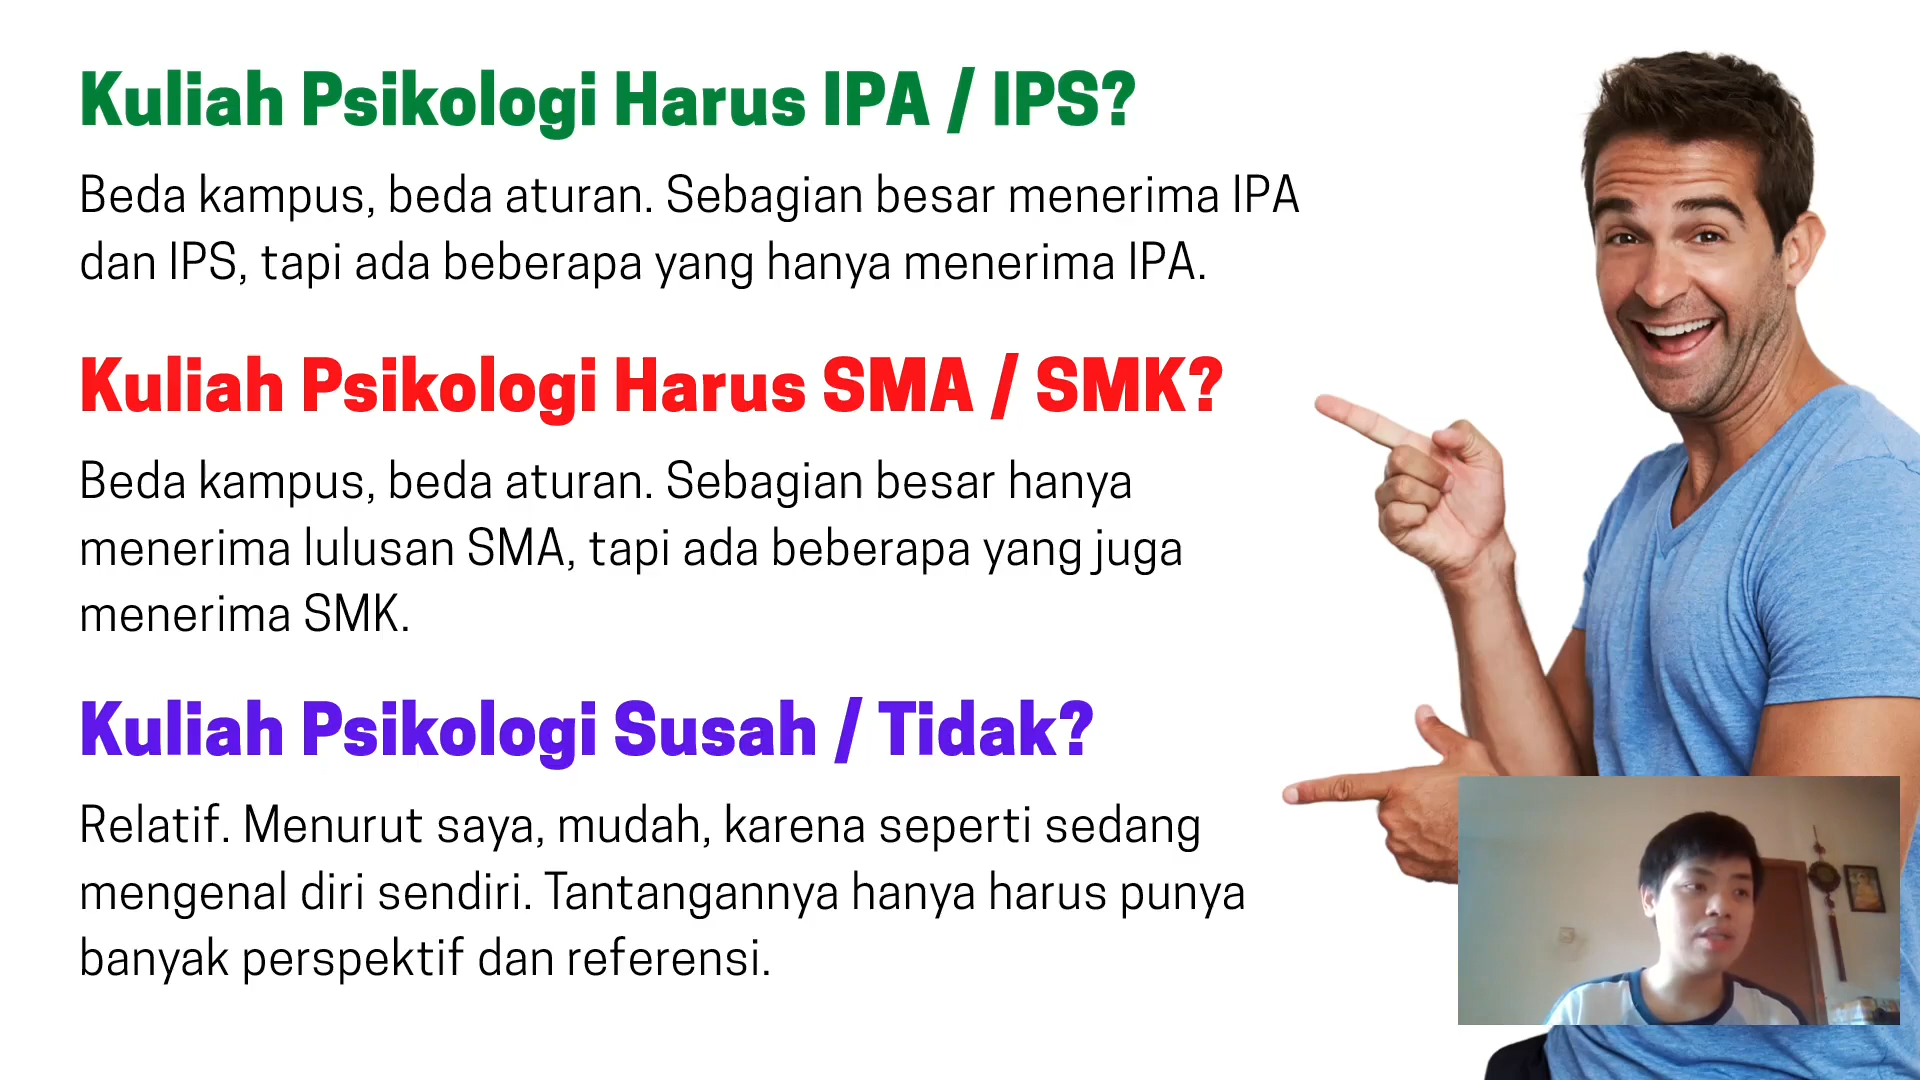 Kuliah Psikologi Harus IPA / IPS?
Beda kampus, beda aturan. Sebagian besar menerima IPA
dan IPS, tapi ada beberapa yang hanya menerima IPA.
Kuliah Psikologi Harus SMA / SMK?
Beda kampus, beda aturan. Sebagian besar hanya
menerima lulusan SMA, tapi ada beberapa yang juga
menerima SMK.
Kuliah Psikologi Susah / Tidak?
Relatif. Menurut saya, mudah, karena seperti sedang
mengenal diri sendiri. Tantangannya hanya harus punya
banyak perspektif dan referensi.